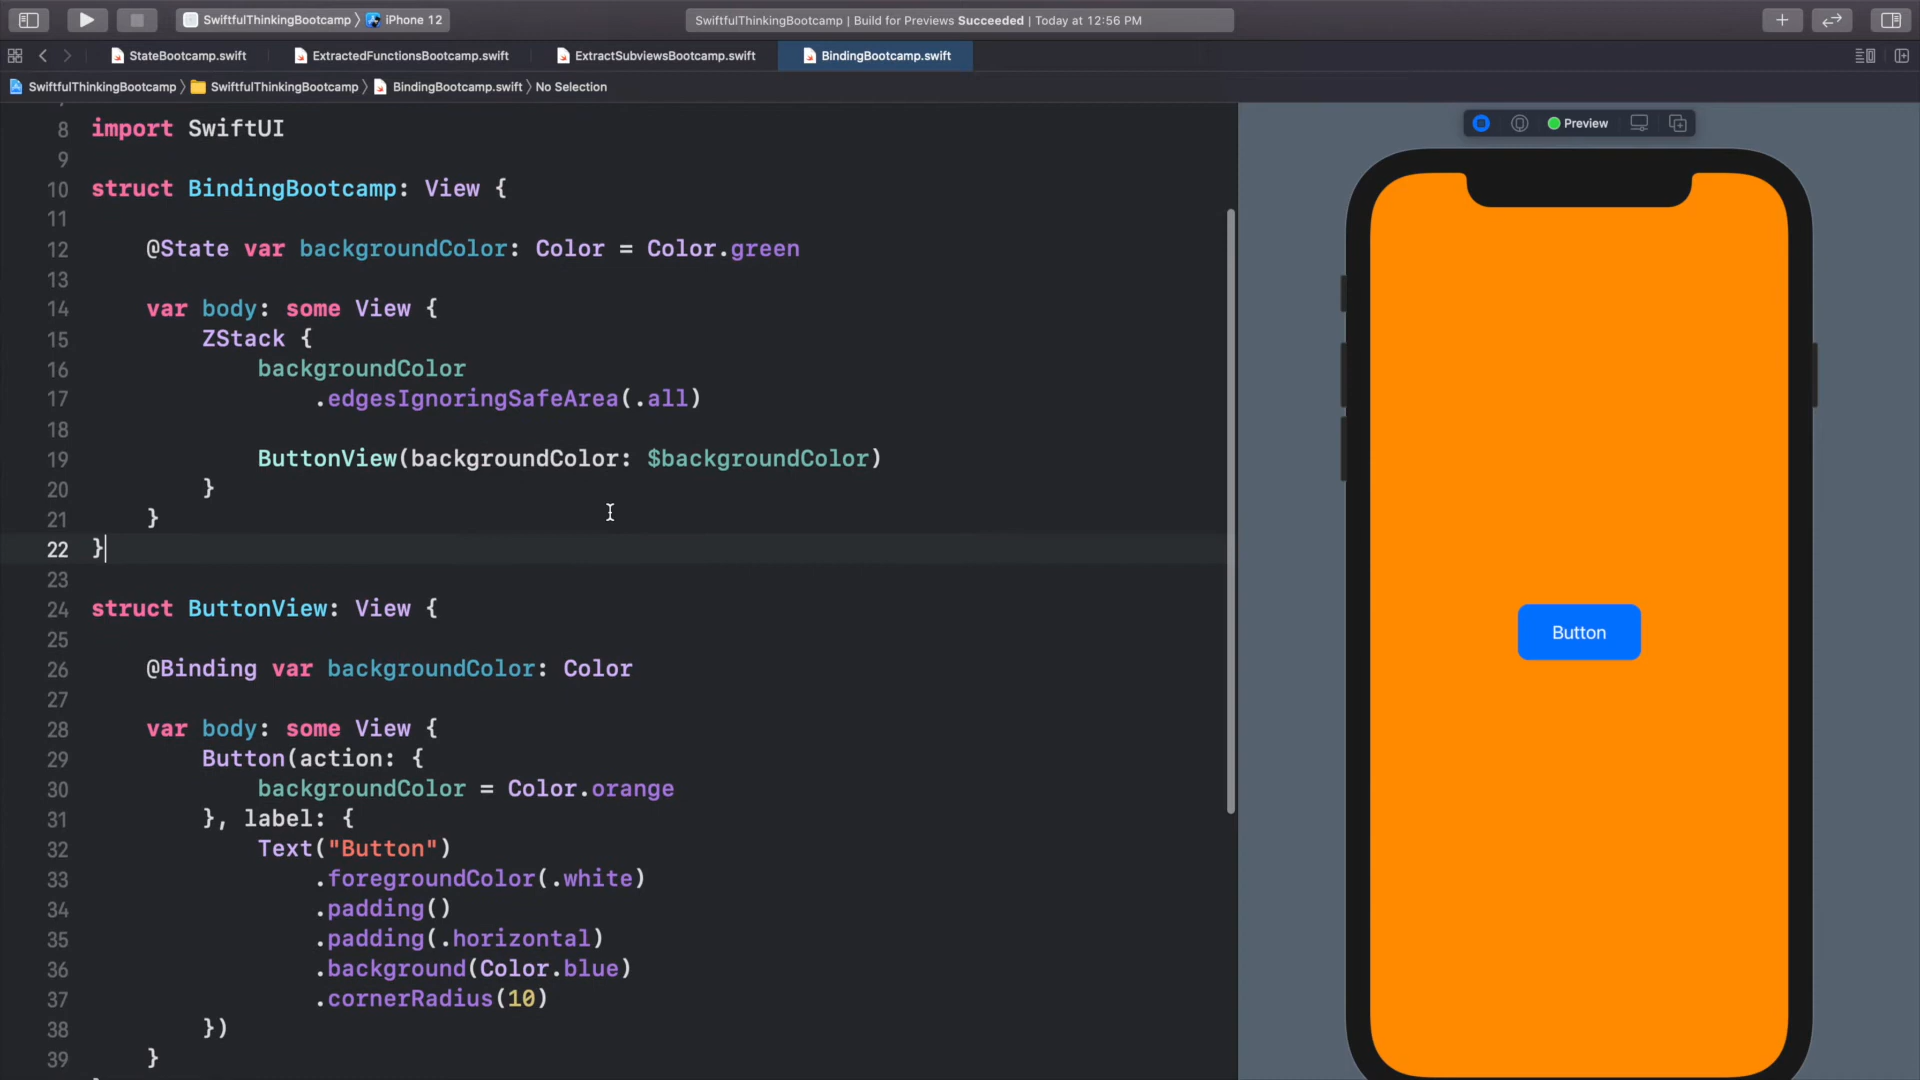 SwiftfulThinkingBootcamp 〉 iPhone 12
SwiftfulThinkingBootcamp | Build for Previews Succeeded | Today at 12:56 PM
StateBootcamp.swift
ExtractedFunctionsBootcamp.swift
ExtractSubviewsBootcamp.swift
BindingBootcamp.swift
SwiftfulThinkingBootcamp 〉 SwiftfulThinkingBootcamp 〉 BindingBootcamp.swift 〉 No Selection
8 import SwiftUI
9
10 struct BindingBootcamp: View {
11
12 @State var backgroundColor: Color = Color.green
13
14 var body: some View {
15 ZStack {
16 backgroundColor
17 .edgesIgnoringSafeArea(.all)
18
19 ButtonView(backgroundColor: $backgroundColor)
20 }
21 }
22 }
23
24 struct ButtonView: View {
25
26 @Binding var backgroundColor: Color
27
28 var body: some View {
29 Button(action: {
30 backgroundColor = Color.orange
31 }, label: {
32 Text("Button")
33 .foregroundColor(.white)
34 .padding()
35 .padding(.horizontal)
36 .background(Color.blue)
37 .cornerRadius(10)
38 })
39 }
Preview
Button